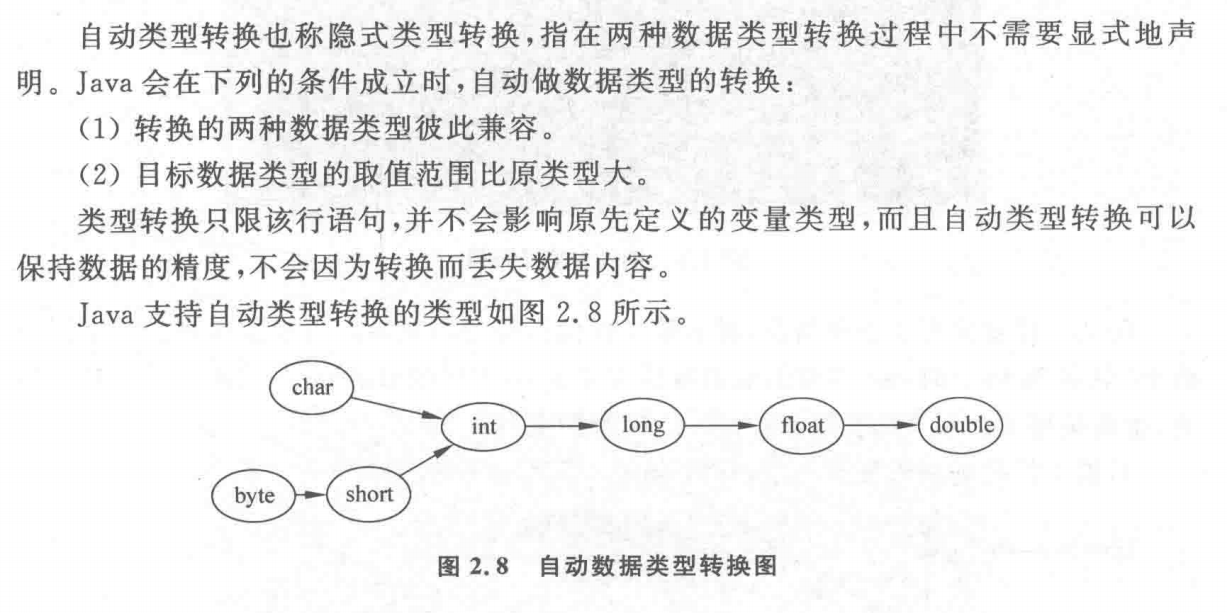 自动类型转换也称隐式类型转换,指在两种数据类型转换过程中不需要显式地声
明。Java 会在下列的条件成立时,自动做数据类型的转换:
(1) 转换的两种数据类型彼此兼容。
(2) 目标数据类型的取值范围比原类型大。
类型转换只限该行语句,并不会影响原先定义的变量类型,而且自动类型转换可以
保持数据的精度,不会因为转换而丢失数据内容。
Java 支持自动类型转换的类型如图 2.8 所示。
char
int
long
float
double
byte
short
图 2.8 自动数据类型转换图